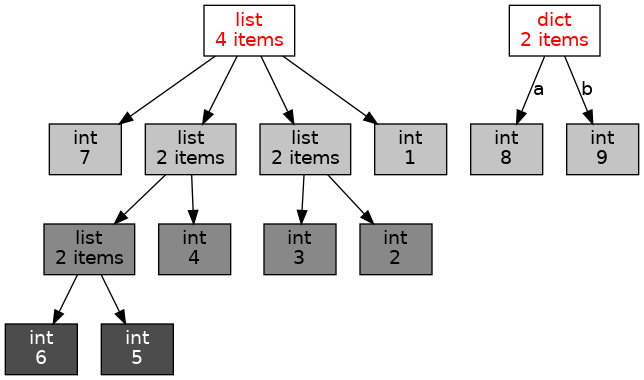 list
4 items
dict
2 items
a
b
int
7
list
2 items
list
2 items
int
1
int
8
int
9
list
2 items
int
4
int
3
int
2
int
6
int
5